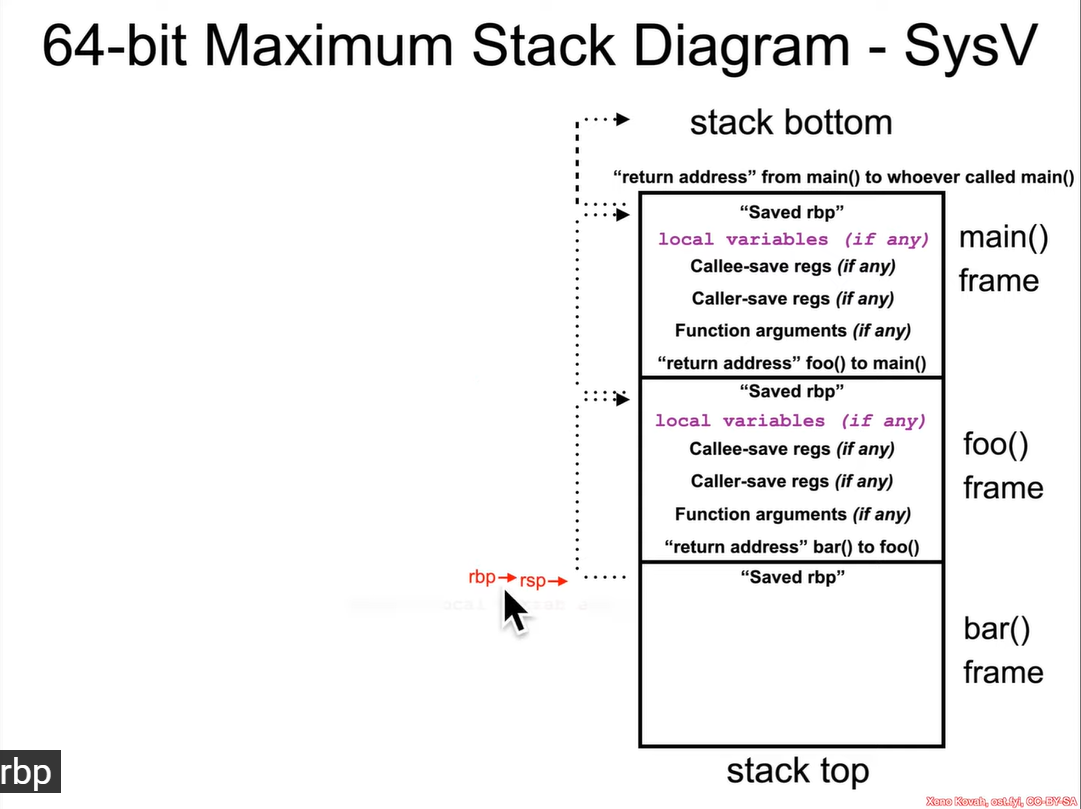 64-bit Maximum Stack Diagram - SysV
stack bottom
“return address” from main() to whoever called main()
“Saved rbp”
local variables (if any)
Callee-save regs (if any)
Caller-save regs (if any)
Function arguments (if any)
“return address” foo() to main()
main()
frame
“Saved rbp”
local variables (if any)
Callee-save regs (if any)
Caller-save regs (if any)
Function arguments (if any)
“return address” bar() to foo()
foo()
frame
rbp
rsp
“Saved rbp”
bar()
frame
stack top
rbp
Xeno Kovah, ost.fyi, CC-BY-SA